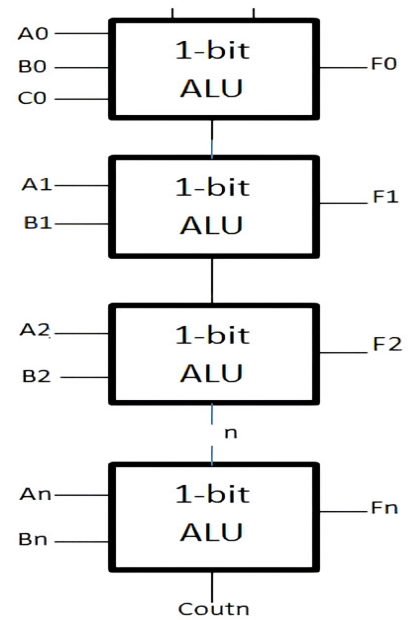 A0
B0
C0
1-bit
ALU
F0
A1
B1
1-bit
ALU
F1
A2
B2
1-bit
ALU
F2
n
An
Bn
1-bit
ALU
Fn
Coutn